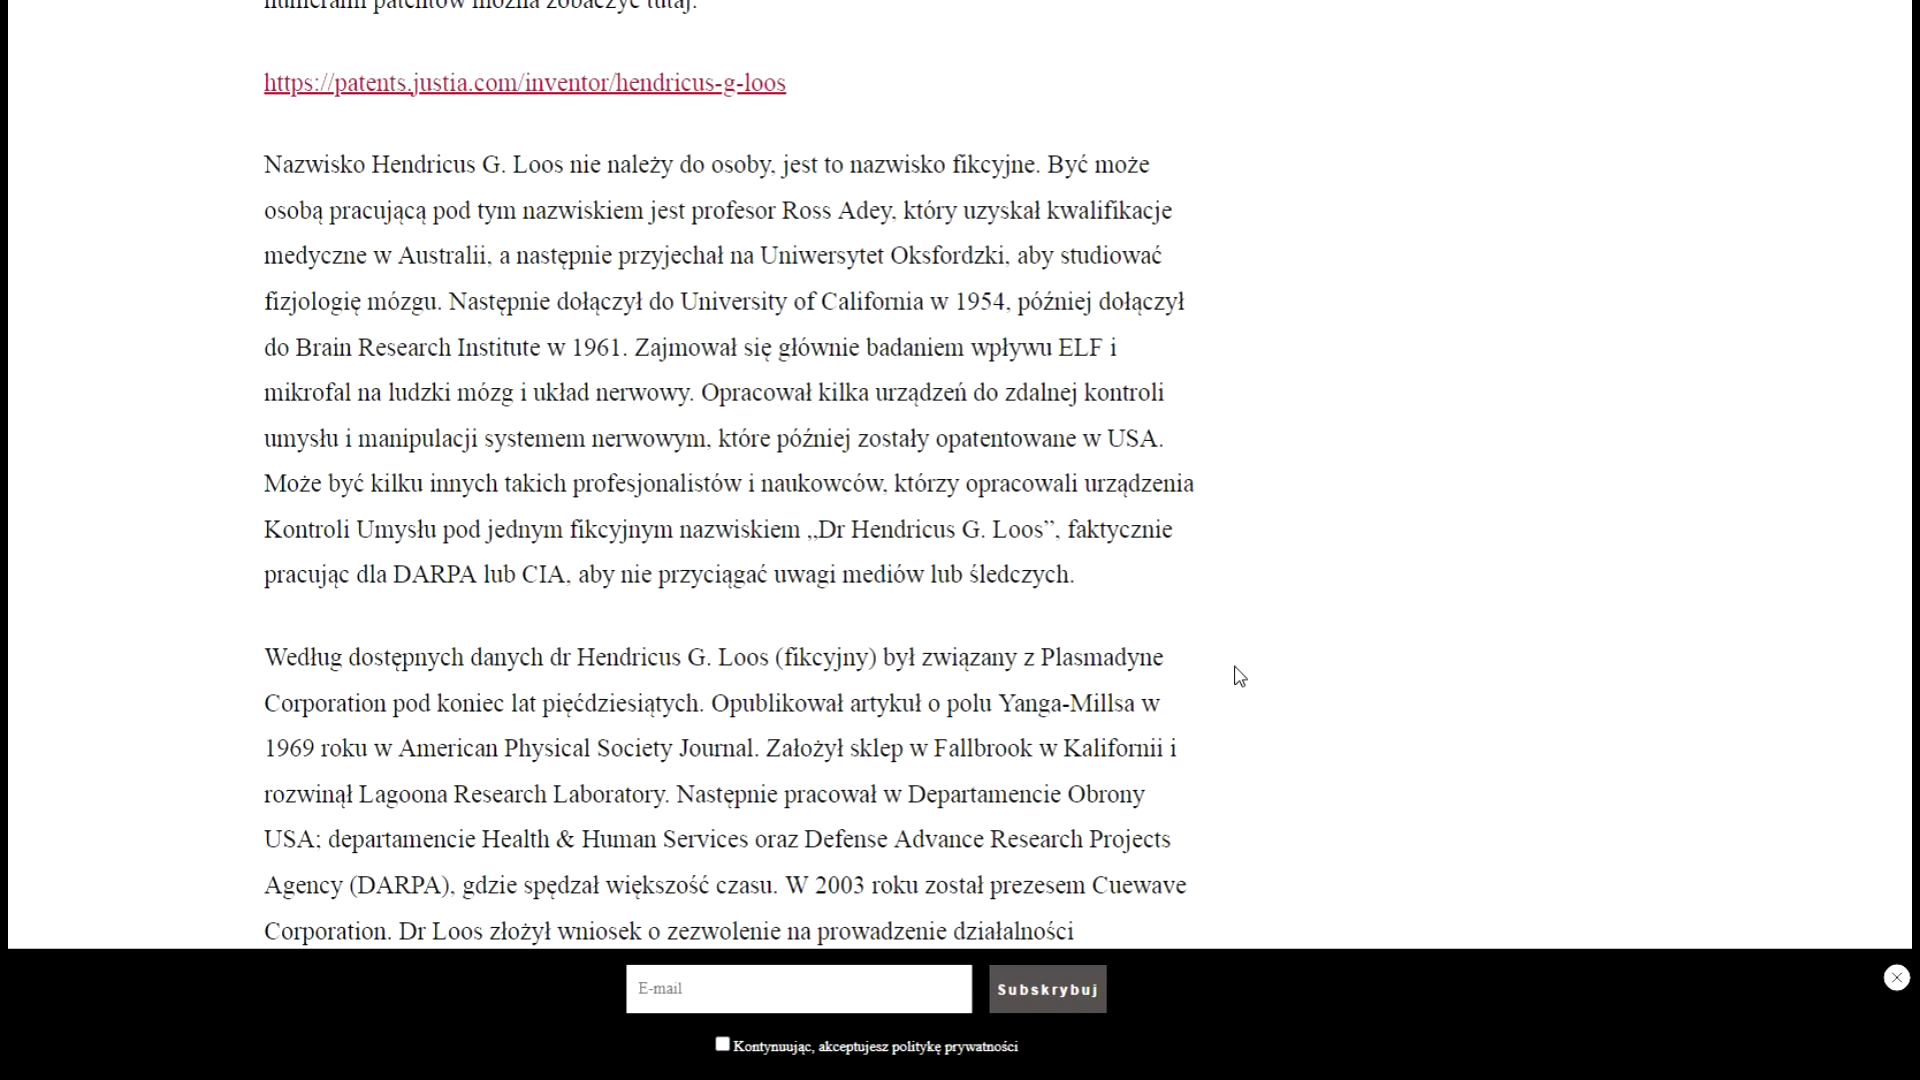 numerami patentów można zobaczyć tutaj:
https://patents.justia.com/inventor/hendricus-g-loos
Nazwisko Hendricus G. Loos nie należy do osoby, jest to nazwisko fikcyjne. Być może
osobą pracującą pod tym nazwiskiem jest profesor Ross Adey, który uzyskał kwalifikacje
medyczne w Australii, a następnie przyjechał na Uniwersytet Oksfordzki, aby studiować
fizjologię mózgu. Następnie dołączył do University of California w 1954, później dołączył
do Brain Research Institute w 1961. Zajmował się głównie badaniem wpływu ELF i
mikrofal na ludzki mózg i układ nerwowy. Opracował kilka urządzeń do zdalnej kontroli
umysłu i manipulacji systemem nerwowym, które później zostały opatentowane w USA.
Może być kilku innych takich profesjonalistów i naukowców, którzy opracowali urządzenia
Kontroli Umysłu pod jednym fikcyjnym nazwiskiem „Dr Hendricus G. Loos”, faktycznie
pracując dla DARPA lub CIA, aby nie przyciągać uwagi mediów lub śledczych.
Według dostępnych danych dr Hendricus G. Loos (fikcyjny) był związany z Plasmadyne
Corporation pod koniec lat pięćdziesiątych. Opublikował artykuł o polu Yanga-Millsa w
1969 roku w American Physical Society Journal. Założył sklep w Fallbrook w Kalifornii i
rozwinął Lagoona Research Laboratory. Następnie pracował w Departamencie Obrony
USA; departamencie Health & Human Services oraz Defense Advance Research Projects
Agency (DARPA), gdzie spędzał większość czasu. W 2003 roku został prezesem Cuewave
Corporation. Dr Loos złożył wniosek o zezwolenie na prowadzenie działalności
E-mail
Subskrybuj
Kontynuując, akceptujesz politykę prywatności